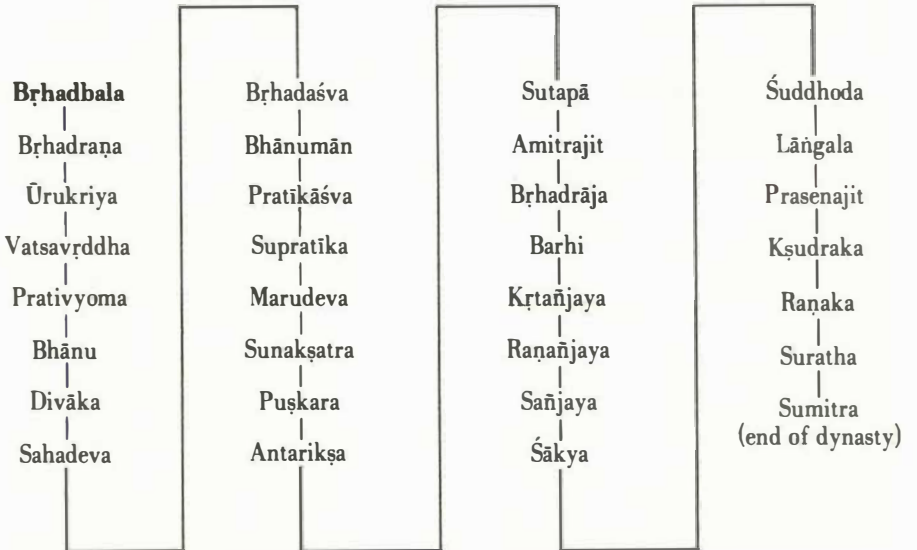 Bṛhadbala
Bṛhadraṇa
Ūrukriya
Vatsavṛddha
Prativyoma
Bhānu
Divāka
Sahadeva
Bṛhadaśva
Bhānumān
Pratīkāśva
Supratīka
Marudeva
Sunakṣatra
Puṣkara
Antarikṣa
Sutapā
Amitrajit
Bṛhadrāja
Barhi
Kṛtañjaya
Raṇañjaya
Sañjaya
Śākya
Śuddhoda
Lāṅgala
Prasenajit
Kṣudraka
Raṇaka
Suratha
Sumitra
(end of dynasty)